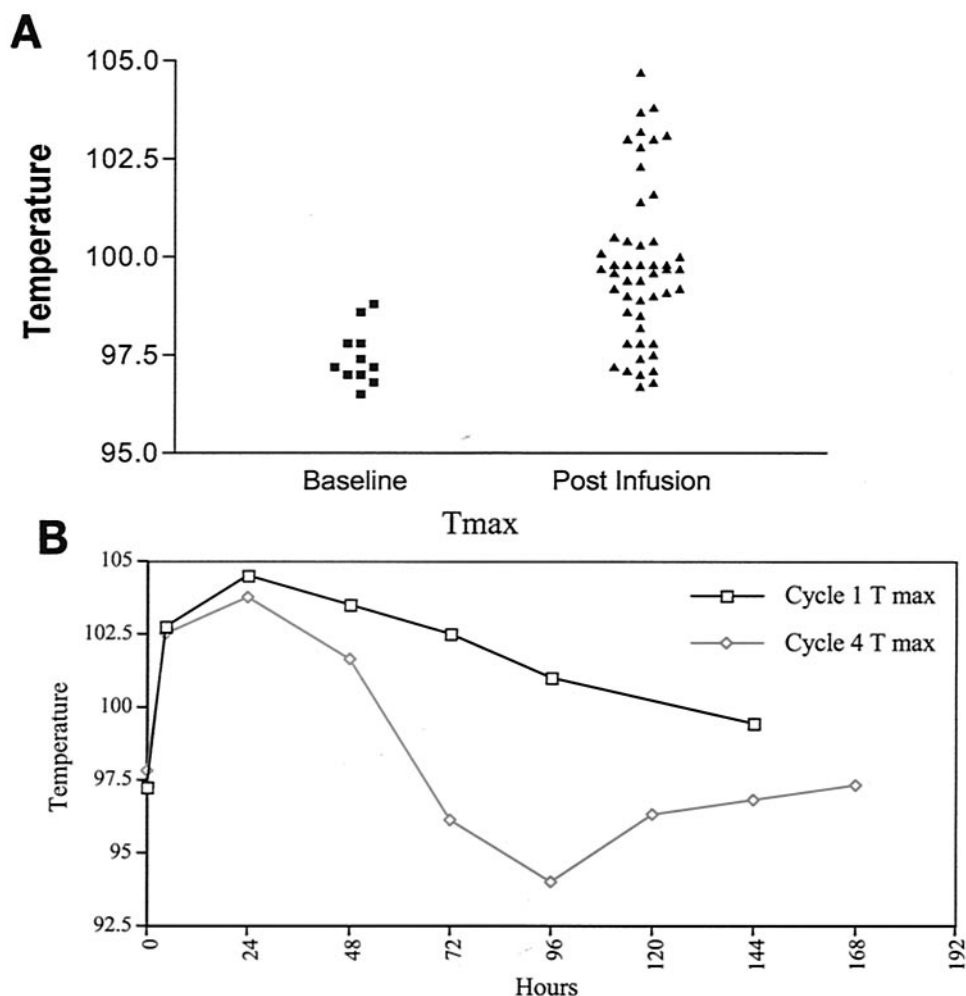 A
105.0
102.5
100.0
97.5
95.0
Temperature
Baseline
Post Infusion
B
Tmax
105
102.5
100
97.5
95
92.5
Temperature
Cycle 1 T max
Cycle 4 T max
0
24
48
72
96
120
144
168
192
Hours